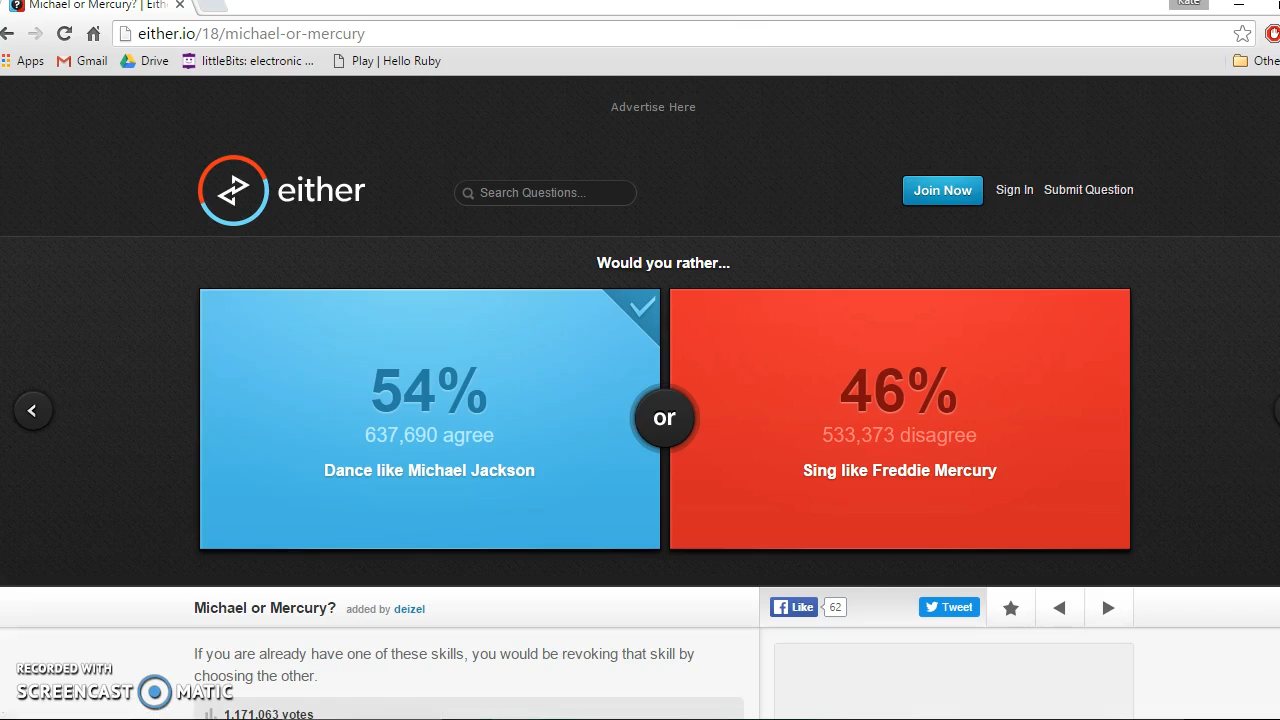 Michael or Mercury? | Eith
Kate
either.io/18/michael-or-mercury
Apps Gmail Drive littleBits: electronic ... Play | Hello Ruby Othe
Advertise Here
either Search Questions... Join Now Sign In Submit Question
Would you rather...
54% 46%
637,690 agree or 533,373 disagree
Dance like Michael Jackson Sing like Freddie Mercury
Michael or Mercury? added by deizel Like 62 Tweet
If you are already have one of these skills, you would be revoking that skill by
choosing the other.
RECORDED WITH
SCREENCAST MATIC
1,171,063 votes